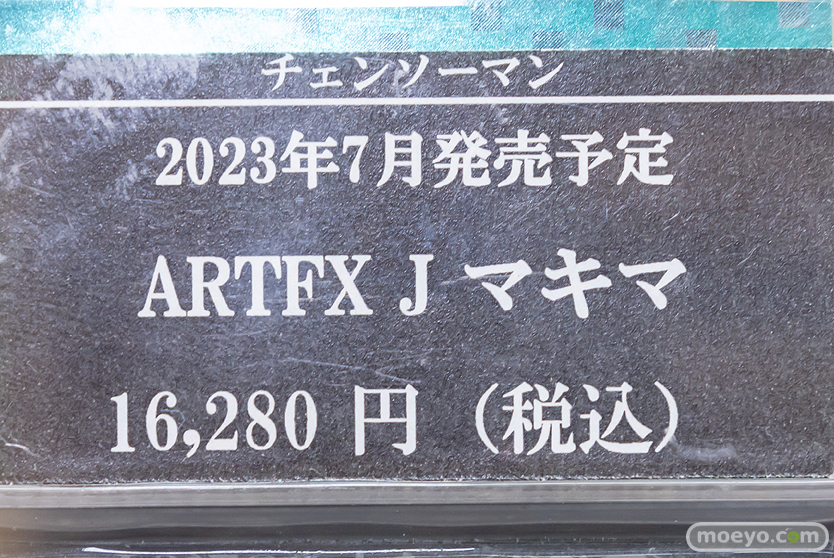 チェンソーマン
2023年7月発売予定
ARTFX J マキマ
16,280 円（税込）
moeyo.com